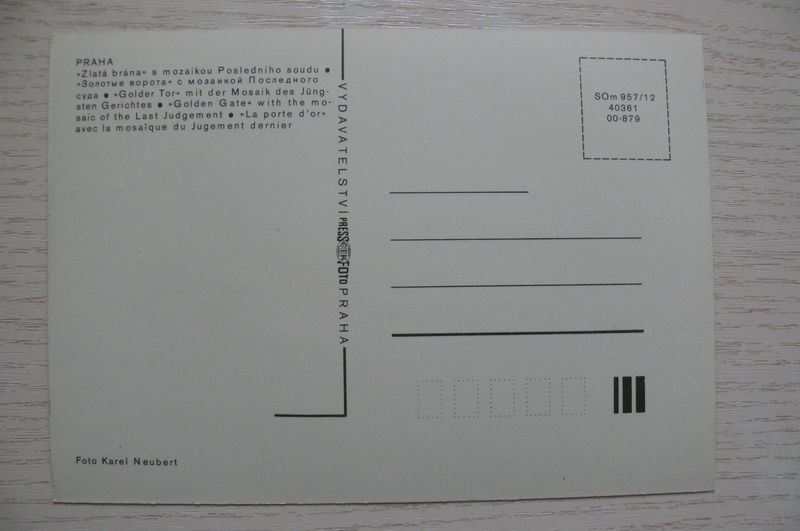 PRAHA
»Zlatá brána« s mozaikou Posledního soudu ●
»Золотые ворота« с мозаикой Последного
суда ● »Golder Tor« mit der Mosaik des Jüng-
sten Gerichtes ● »Golden Gate« with the mo-
saic of the Last Judgement ● »La porte d'or«
avec la mosaïque du Jugement dernier
VYDAVATELSTVÍ PRESSFOTO PRAHA
SOm 957/12
40361
00-879
Foto Karel Neubert